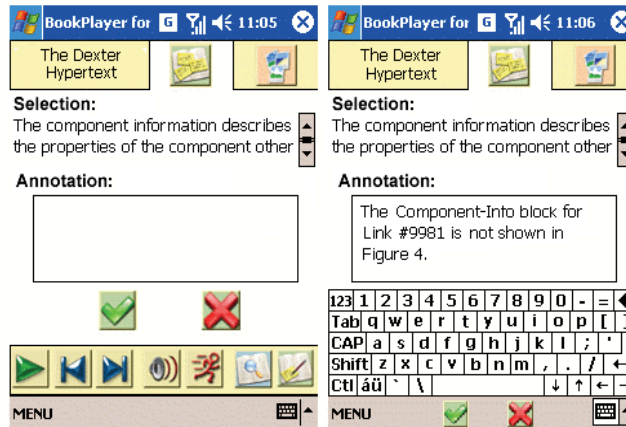 BookPlayer for G 11:05
The Dexter
Hypertext
Selection:
The component information describes
the properties of the component other
Annotation:
MENU
BookPlayer for G 11:06
The Dexter
Hypertext
Selection:
The component information describes
the properties of the component other
Annotation:
The Component-Into block for
Link #9981 is not shown in
Figure 4.
123 1 2 3 4 5 6 7 8 9 0 - =
Tab q w e r t y u i o p [ ]
CAP a s d f g h j k l ; '
Shift z x c v b n m , . / ←
Ctl áü ` \ ↓ ↑ ← →
MENU